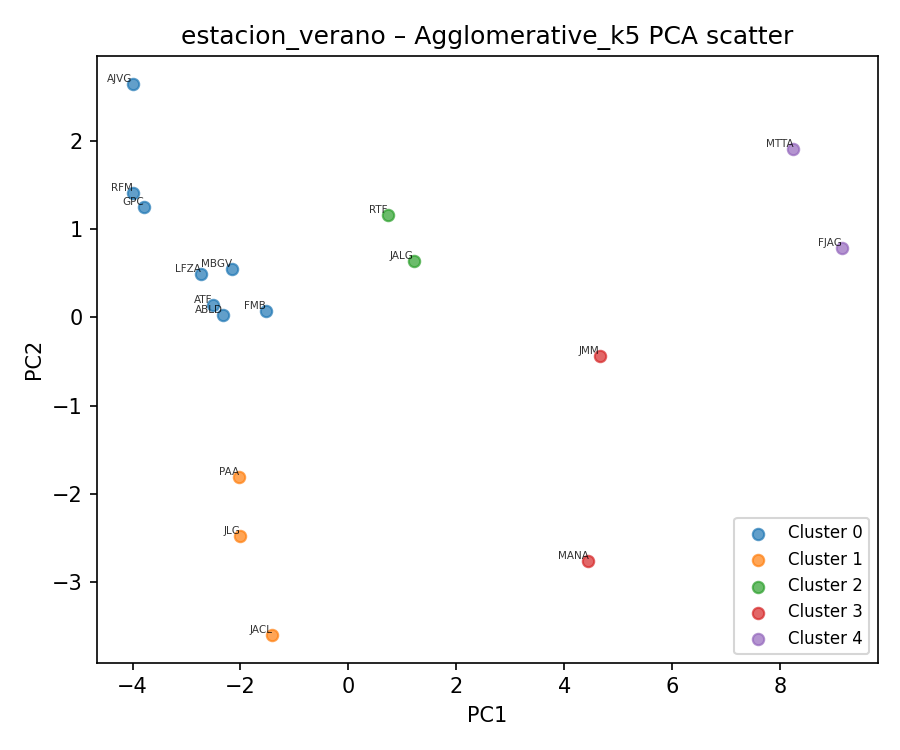 estacion_verano – Agglomerative_k5 PCA scatter
AJVG
MTTA
2
RFM
GPC
RTF
1
FJAG
JALG
LFZA
MBGV
ATF
ABLD
FMB
0
JMM
PC2
−1
PAA
−2
JLG
MANA
−3
JACL
Cluster 0
Cluster 1
Cluster 2
Cluster 3
Cluster 4
−4 −2 0 2 4 6 8
PC1